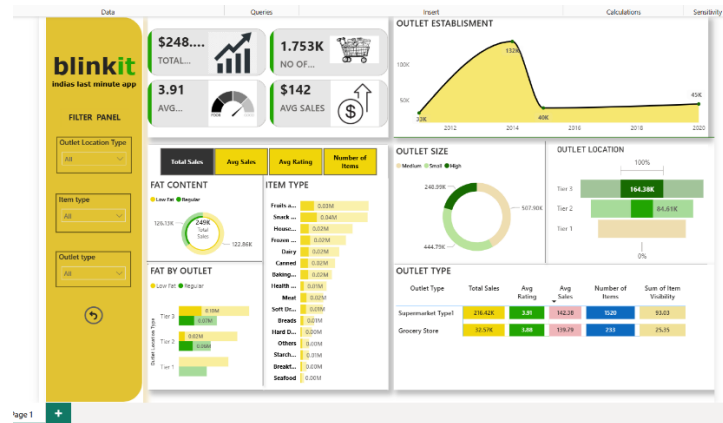 Data Queries Insert Calculations Sensitivity
blinkit
indias last minute app
FILTER PANEL
Outlet Location Type
All
Item type
All
Outlet type
All
$248....
TOTAL...
1.753K
NO OF...
3.91
AVG...
$142
AVG SALES
OUTLET ESTABLISMENT
100K
50K
132K
33K
40K
45K
2012 2014 2016 2018 2020
Total Sales
Avg Sales
Avg Rating
Number of Items
FAT CONTENT
Low Fat Regular
126.13K
249K
Total
Sales
122.86K
FAT BY OUTLET
Low Fat Regular
Outlet Location Type
Tier 3
0.10M
0.07M
Tier 2
0.02M
0.06M
Tier 1
ITEM TYPE
Fruits a... 0.03M
Snack ... 0.04M
House... 0.02M
Frozen ... 0.02M
Dairy 0.02M
Canned 0.02M
Baking... 0.02M
Health ... 0.01M
Meat 0.02M
Soft Dr... 0.01M
Breads 0.01M
Hard D... 0.00M
Others 0.00M
Starch... 0.01M
Breakf... 0.00M
Seafood 0.00M
OUTLET SIZE
Medium Small High
240.99K
507.90K
444.79K
OUTLET LOCATION
100%
Tier 3 164.38K
Tier 2 84.61K
Tier 1
0%
OUTLET TYPE
Outlet Type Total Sales Avg Rating Avg Sales Number of Items Sum of Item Visibility
Supermarket Type1 216.42K 3.91 142.38 1520 93.03
Grocery Store 32.57K 3.88 139.79 233 25.35
Page 1 +